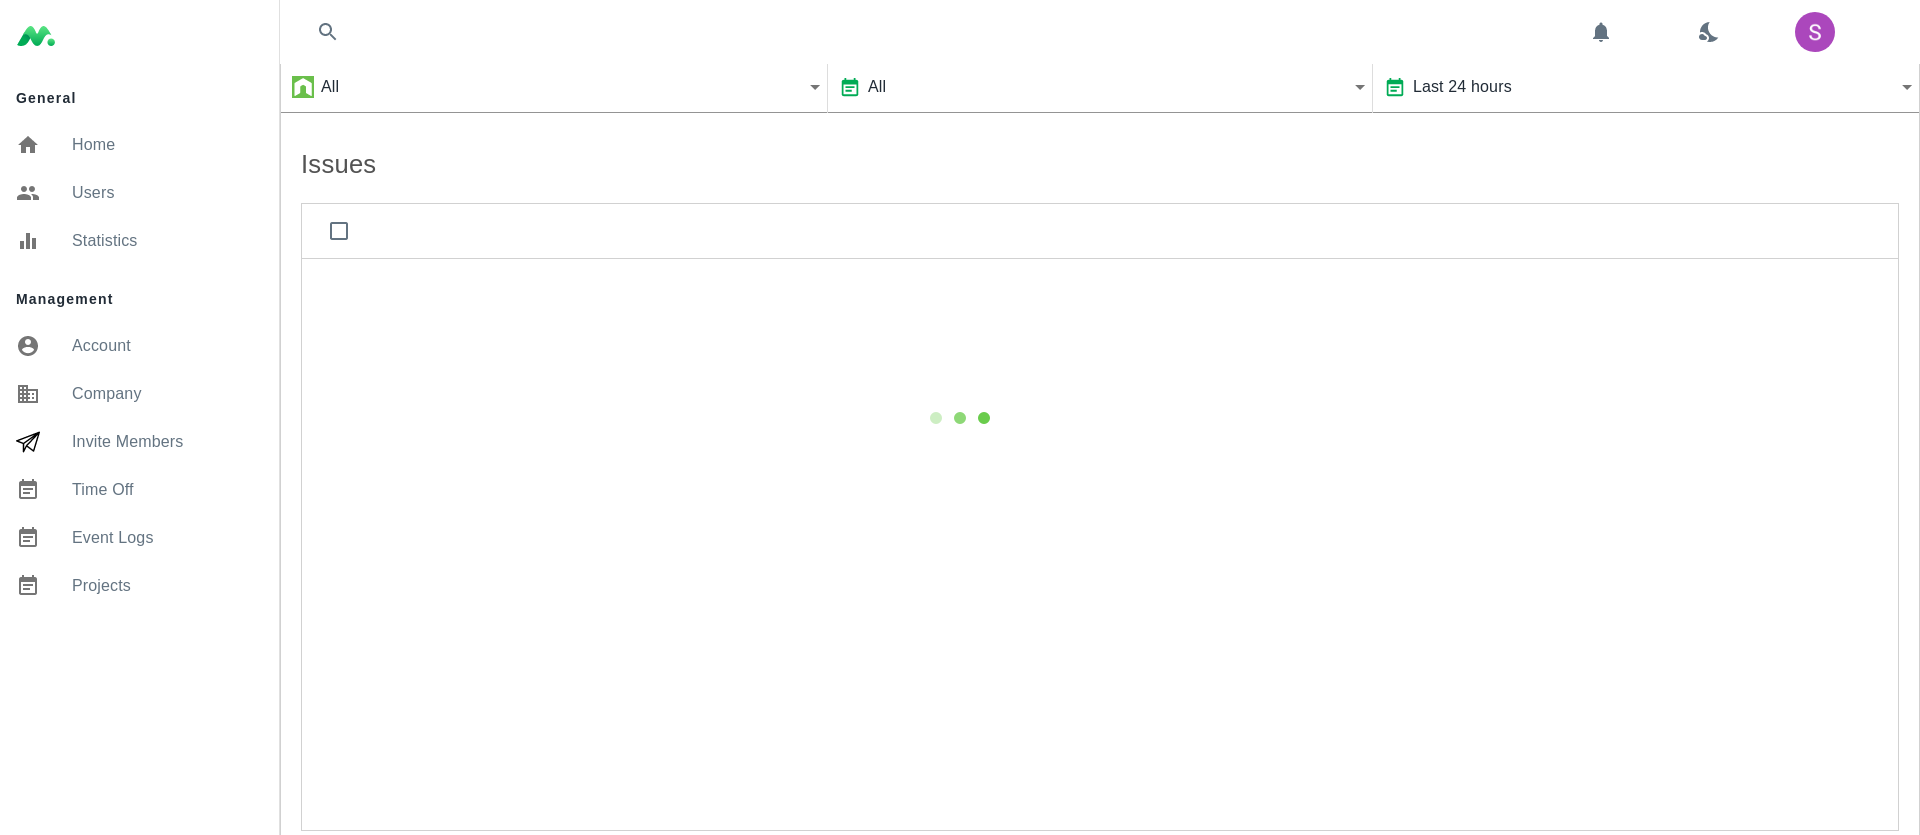 General
Home
Users
Statistics
Management
Account
Company
Invite Members
Time Off
Event Logs
Projects
S
All
All
Last 24 hours
Issues